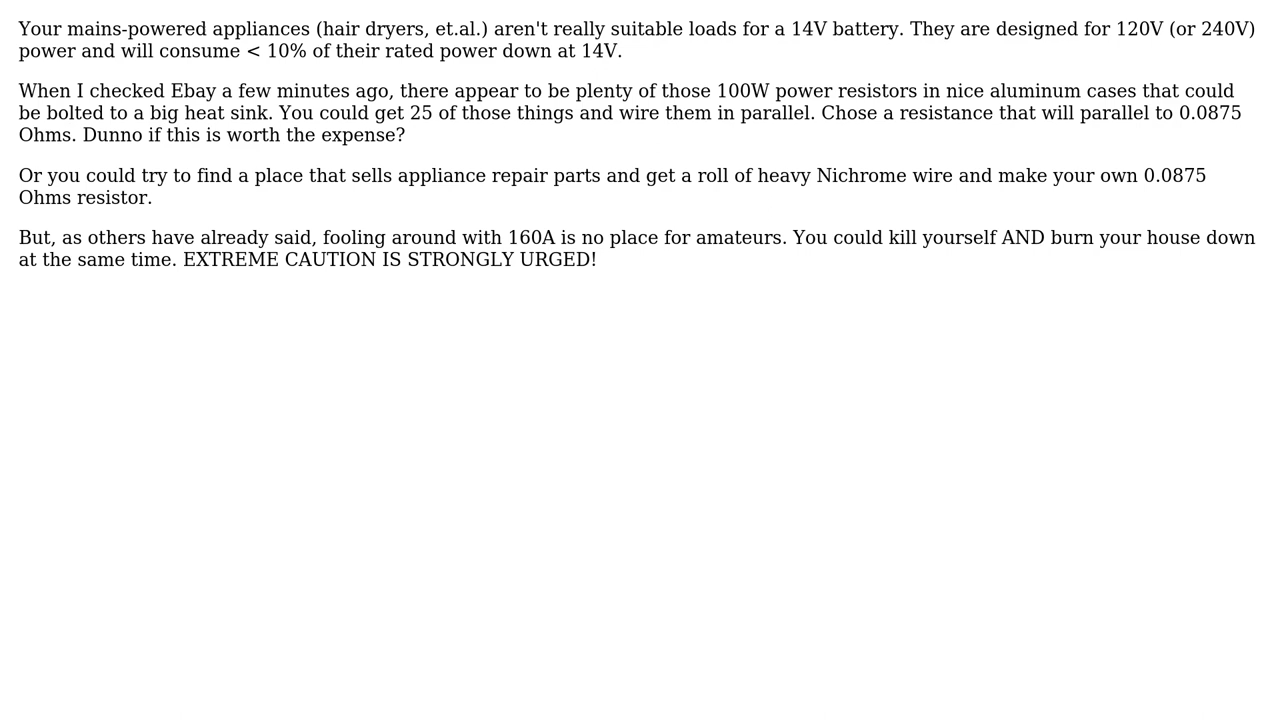 Your mains-powered appliances (hair dryers, et.al.) aren't really suitable loads for a 14V battery. They are designed for 120V (or 240V)
power and will consume < 10% of their rated power down at 14V.
When I checked Ebay a few minutes ago, there appear to be plenty of those 100W power resistors in nice aluminum cases that could
be bolted to a big heat sink. You could get 25 of those things and wire them in parallel. Chose a resistance that will parallel to 0.0875
Ohms. Dunno if this is worth the expense?
Or you could try to find a place that sells appliance repair parts and get a roll of heavy Nichrome wire and make your own 0.0875
Ohms resistor.
But, as others have already said, fooling around with 160A is no place for amateurs. You could kill yourself AND burn your house down
at the same time. EXTREME CAUTION IS STRONGLY URGED!